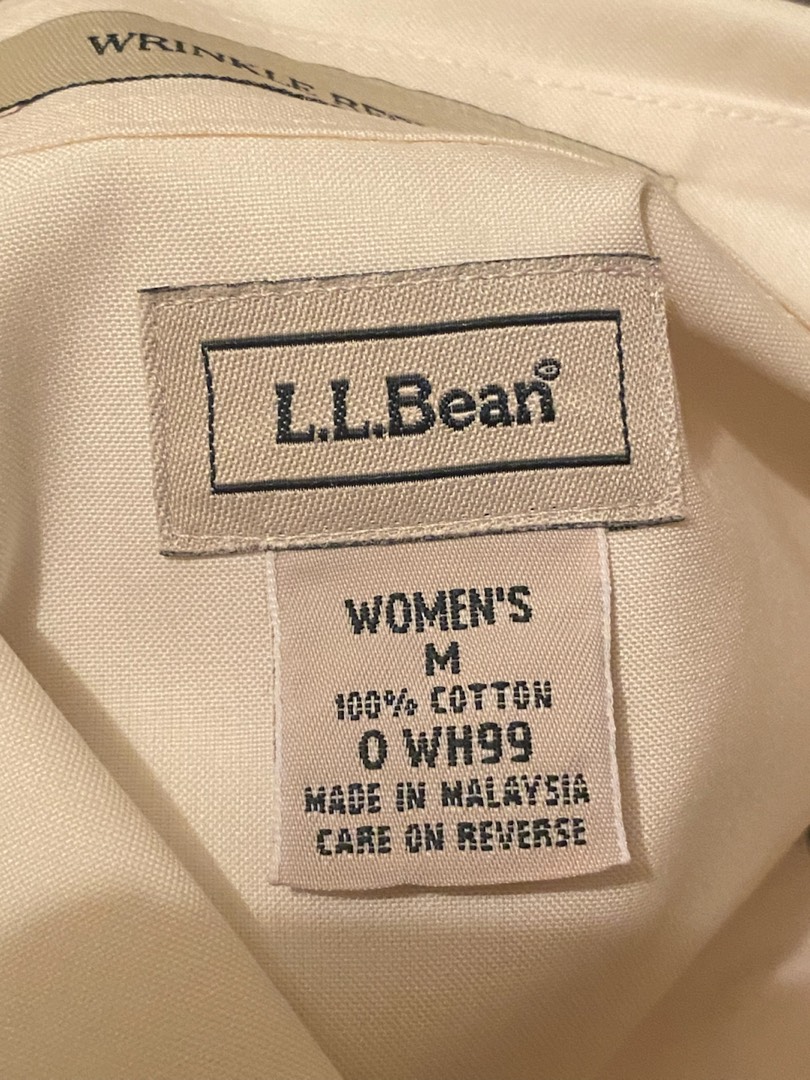 WRINKLE
L.L.Bean®
WOMEN'S
M
100% COTTON
0 WH99
MADE IN MALAYSIA
CARE ON REVERSE